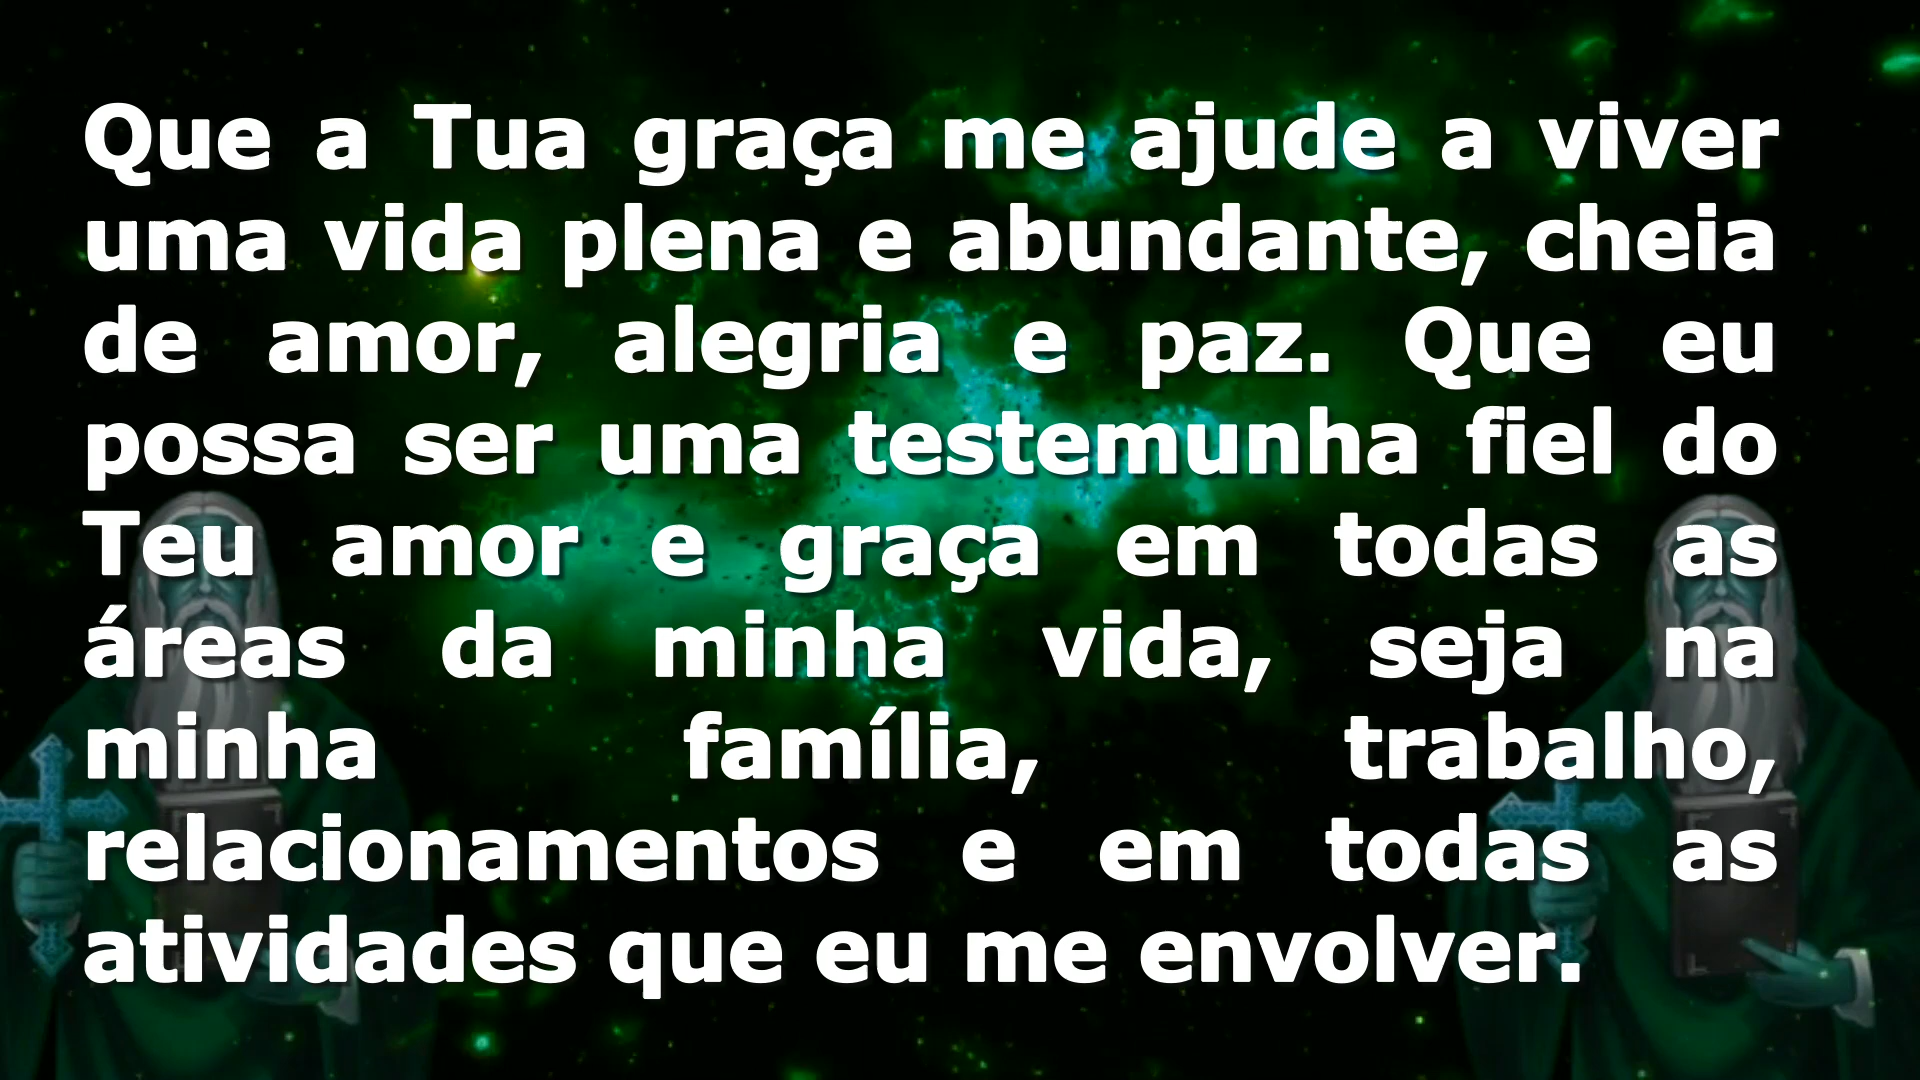 Que a Tua graça me ajude a viver
uma vida plena e abundante, cheia
de amor, alegria e paz. Que eu
possa ser uma testemunha fiel do
Teu amor e graça em todas as
áreas da minha vida, seja na
minha família, trabalho,
relacionamentos e em todas as
atividades que eu me envolver.